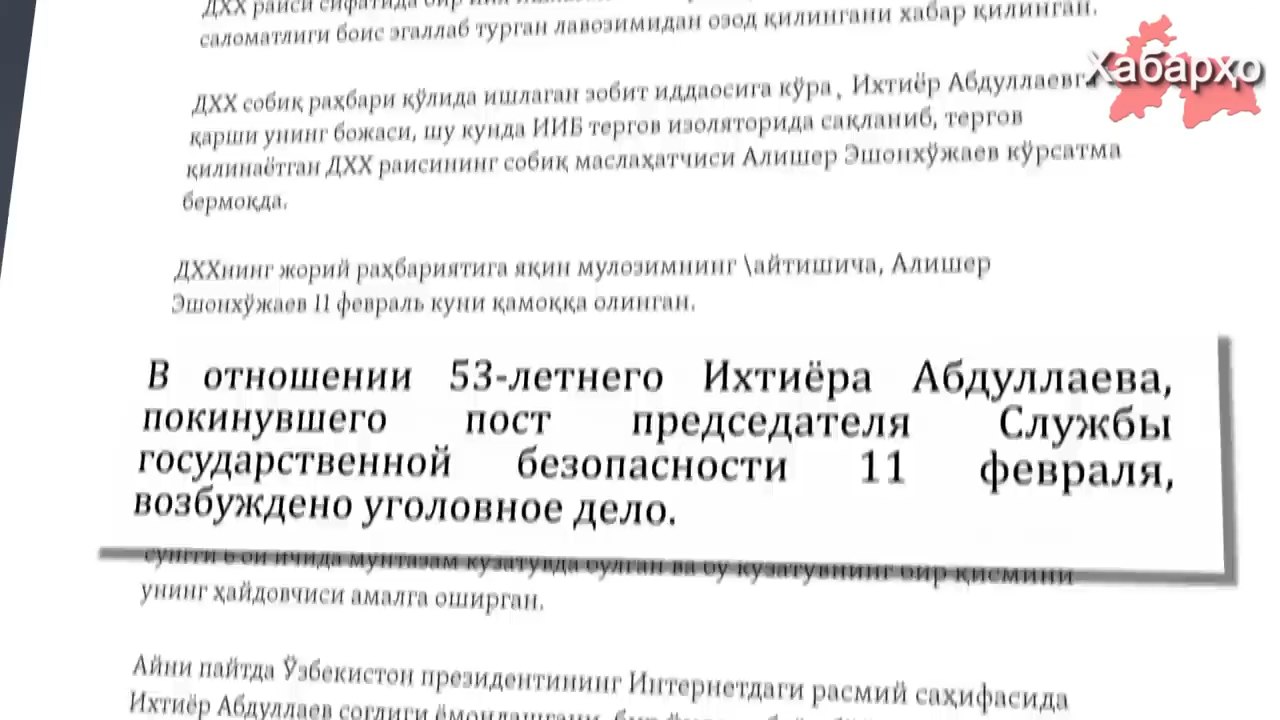 ДХХ раиси сифатида бир йил
саломатлиги боис эгаллаб турган лавозимидан озод қилингани хабар қилинган.
Хабарҳо
ДХХ собиқ раҳбари қўлида ишлаган зобит иддаосига кўра, Ихтиёр Абдуллаевга
қарши унинг божаси, шу кунда ИИБ тергов изоляторида сақланиб, тергов
қилинаётган ДХХ раисининг собиқ маслаҳатчиси Алишер Эшонхўжаев кўрсатма
бермоқда.
ДХХнинг жорий раҳбариятига яқин мулозимнинг \айтишича, Алишер
Эшонхўжаев 11 февраль куни қамоққа олинган.
В отношении 53-летнего Ихтиёра Абдуллаева,
покинувшего пост председателя Службы
государственной безопасности 11 февраля,
возбуждено уголовное дело.
сўнгги 6 ой ичида мунтазам кузатувда бўлган ва бу кузатувнинг бир қисмини
унинг ҳайдовчиси амалга оширган.
Айни пайтда Ўзбекистон президентининг Интернетдаги расмий саҳифасида
Ихтиёр Абдуллаев соғлиги ёмонлашгани, бир